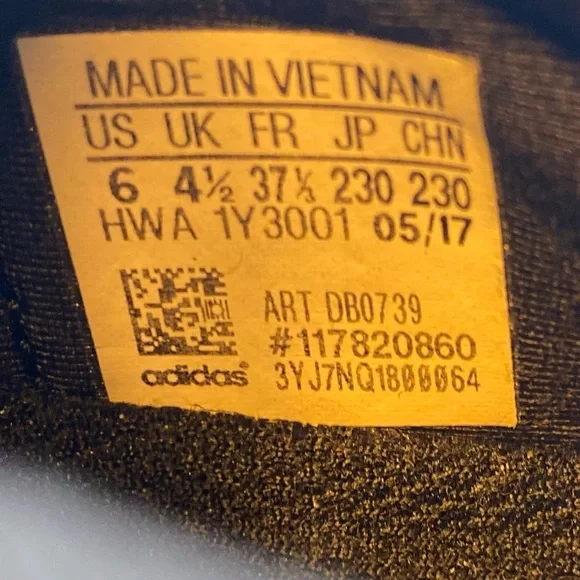 MADE IN VIETNAM
US UK FR JP CHN
6 4½ 37⅓ 230 230
HWA 1Y3001 05/17
ART DB0739
#117820860
adidas
3YJ7NQ1800064